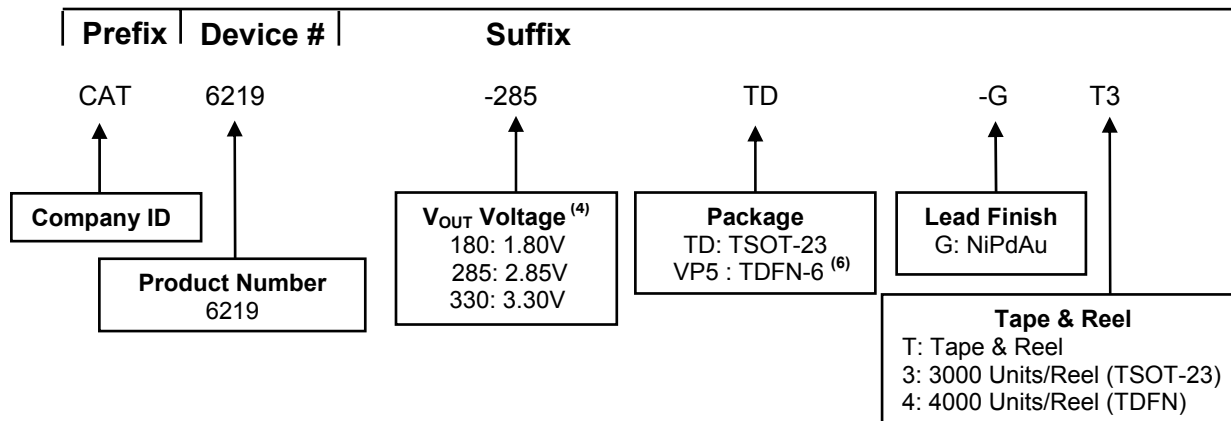 Prefix Device # Suffix
CAT 6219 -285 TD -G T3
Company ID
Product Number
6219
V_OUT Voltage (4)
180: 1.80V
285: 2.85V
330: 3.30V
Package
TD: TSOT-23
VP5 : TDFN-6 (6)
Lead Finish
G: NiPdAu
Tape & Reel
T: Tape & Reel
3: 3000 Units/Reel (TSOT-23)
4: 4000 Units/Reel (TDFN)